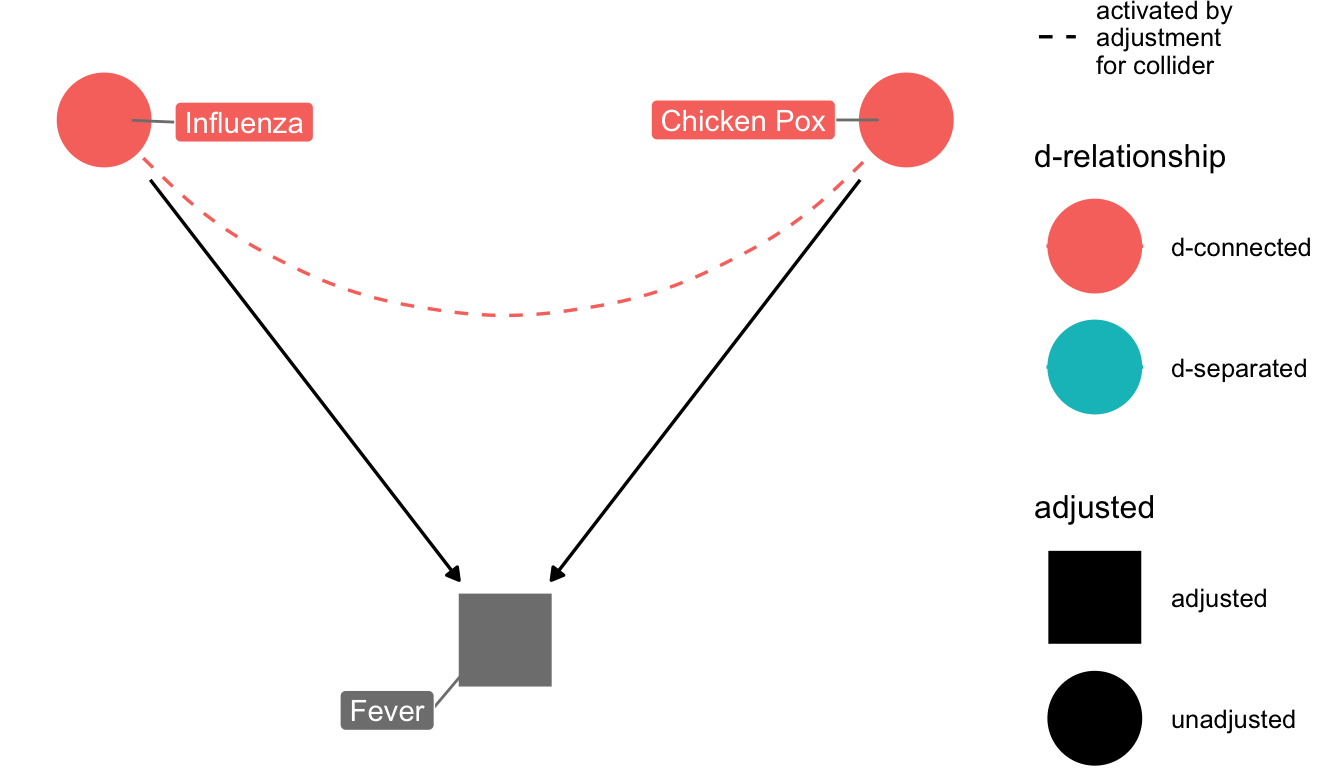 Influenza
Chicken Pox
Fever
activated by
adjustment
for collider
d-relationship
d-connected
d-separated
adjusted
adjusted
unadjusted